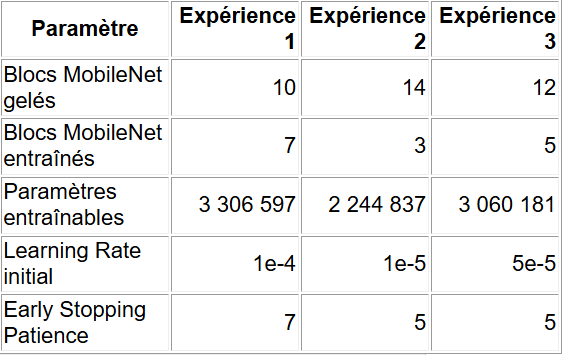 Paramètre Expérience 1 Expérience 2 Expérience 3
Blocs MobileNet gelés 10 14 12
Blocs MobileNet entraînés 7 3 5
Paramètres entraînables 3 306 597 2 244 837 3 060 181
Learning Rate initial 1e-4 1e-5 5e-5
Early Stopping Patience 7 5 5